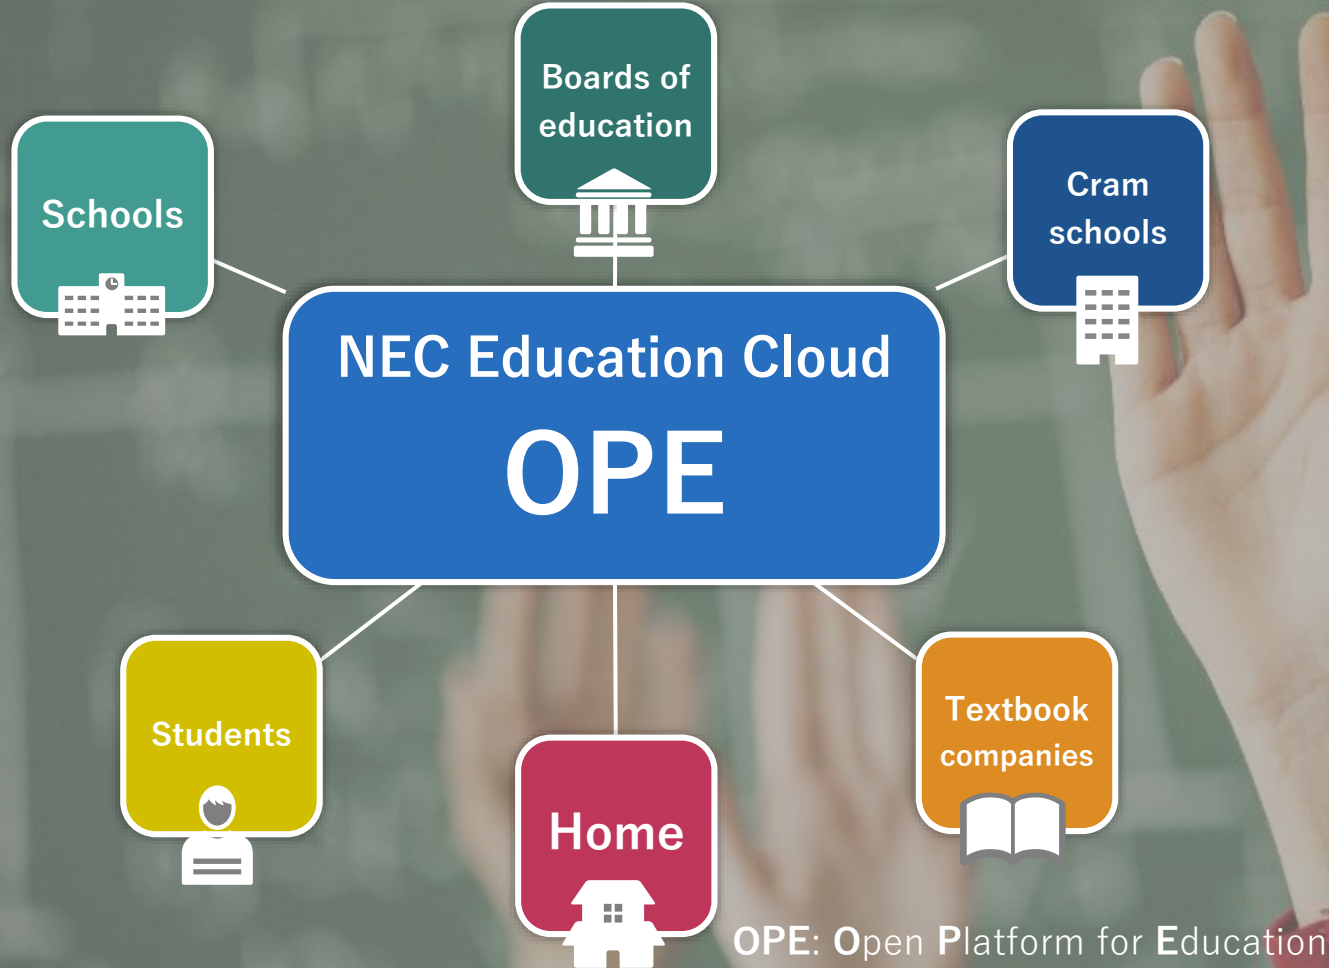 Boards of
education
Schools
Cram
schools
NEC Education Cloud
OPE
Students
Textbook
companies
Home
OPE: Open Platform for Education